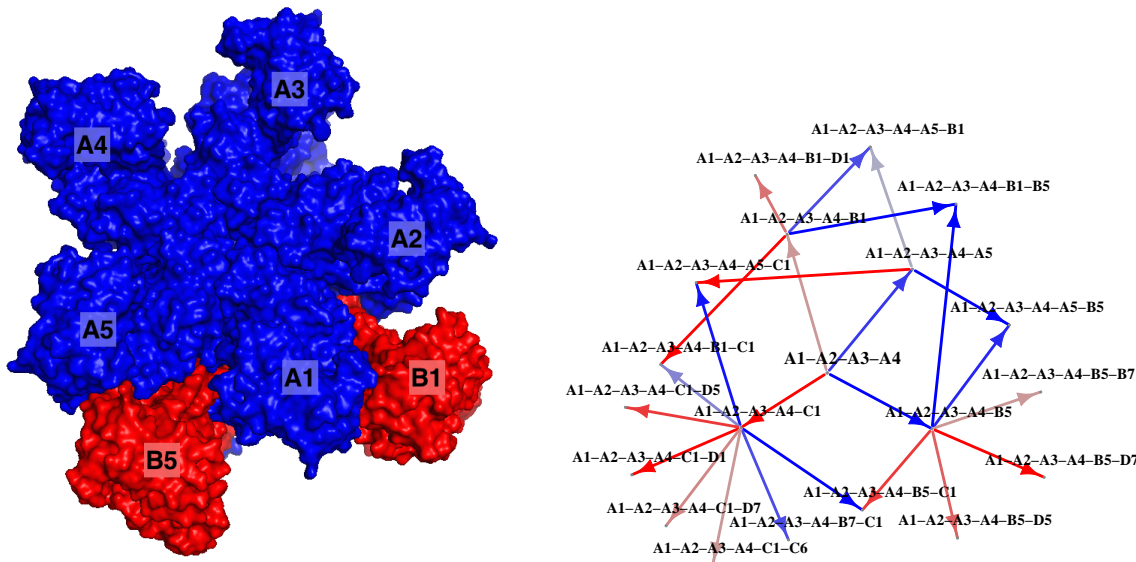 A3
A4
A2
A5
A1
B1
B5
A1–A2–A3–A4–A5–B1
A1–A2–A3–A4–B1–D1
A1–A2–A3–A4–B1–B5
A1–A2–A3–A4–B1
A1–A2–A3–A4–A5
A1–A2–A3–A4–A5–C1
A1–A2–A3–A4–A5–B5
A1–A2–A3–A4–B1–C1
A1–A2–A3–A4
A1–A2–A3–A4–B5–B7
A1–A2–A3–A4–C1–D5
A1–A2–A3–A4–C1
A1–A2–A3–A4–B5
A1–A2–A3–A4–C1–D1
A1–A2–A3–A4–B5–D7
A1–A2–A3–A4–B5–C1
A1–A2–A3–A4–C1–D7
A1–A2–A3–A4–B7–C1
A1–A2–A3–A4–B5–D5
A1–A2–A3–A4–C1–C6